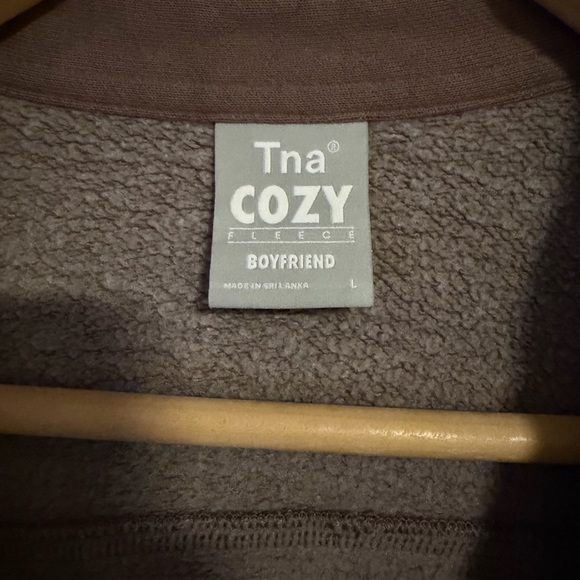 Tna®
COZY
FLEECE
BOYFRIEND
MADE IN SRI LANKA L